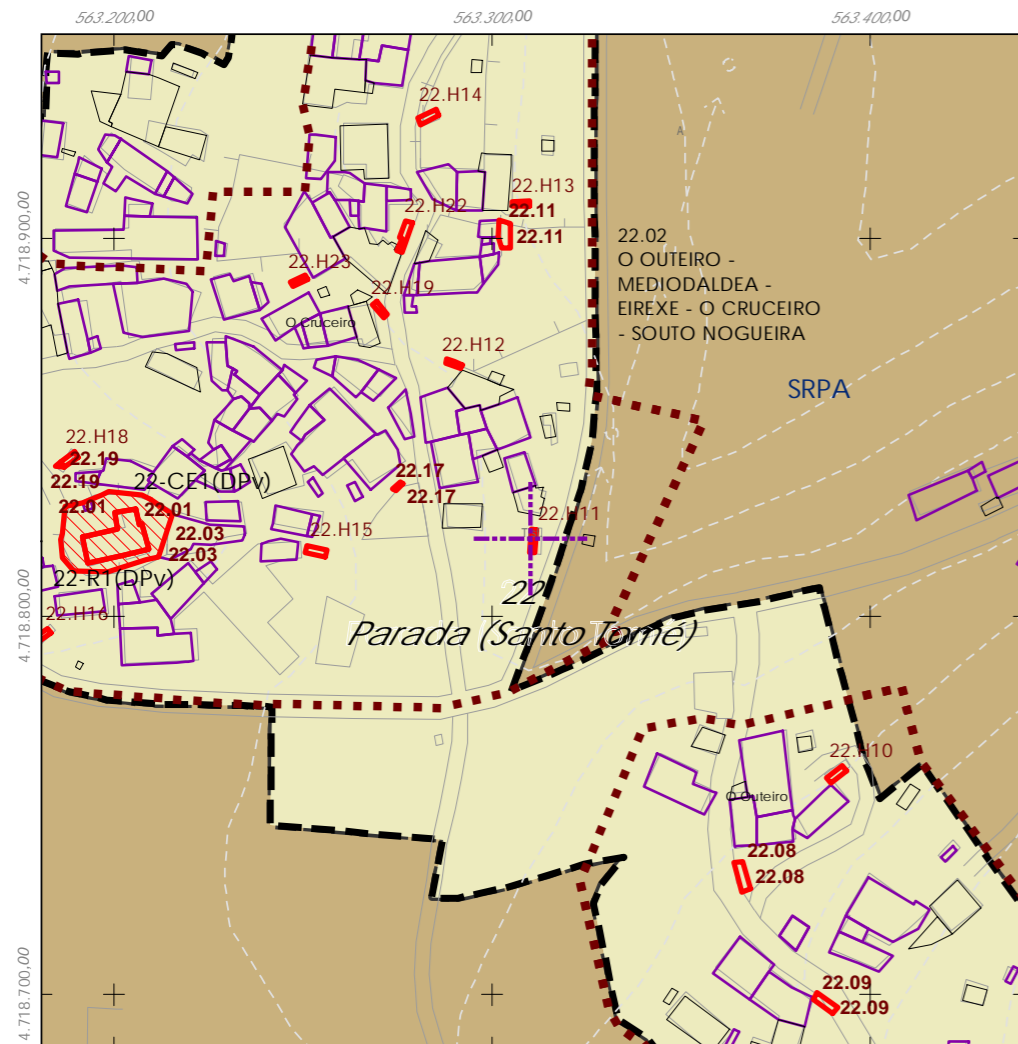 563.200,00
563.300,00
563.400,00
22.H14
4.718.900,00
22.H13
22.H22
22.11
22.11
22.02
O OUTEIRO -
MEDIODALDEA -
EIREXE - O CRUCEIRO
- SOUTO NOGUEIRA
22.H23
22.H19
O Cruceiro
22.H12
SRPA
22.H18
22.19
22.19
22-CE1(DPv)
22.17
22.17
22.01
22.01
22.03
22.03
22.H15
22.H11
22-R1(DPv)
22
22.H16
Parada (Santo Tomé)
4.718.800,00
22.H10
O Outeiro
22.08
22.08
4.718.700,00
22.09
22.09